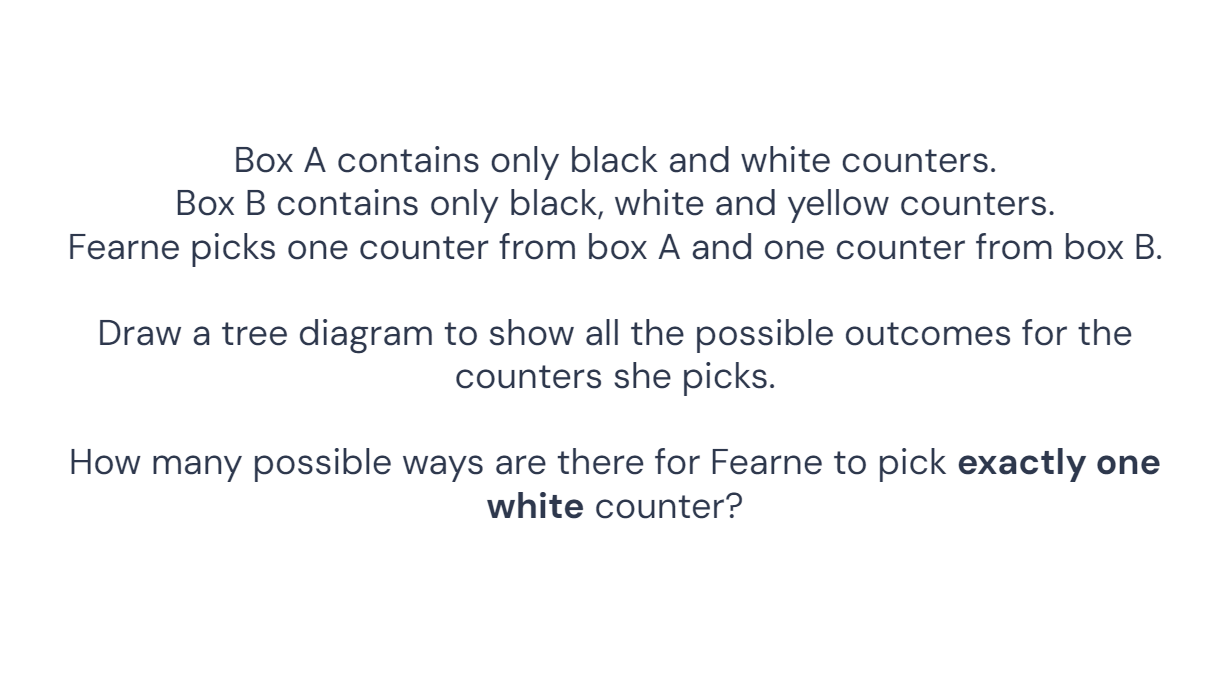 Box A contains only black and white counters.
Box B contains only black, white and yellow counters.
Fearne picks one counter from box A and one counter from box B.
Draw a tree diagram to show all the possible outcomes for the
counters she picks.
How many possible ways are there for Fearne to pick exactly one
white counter?